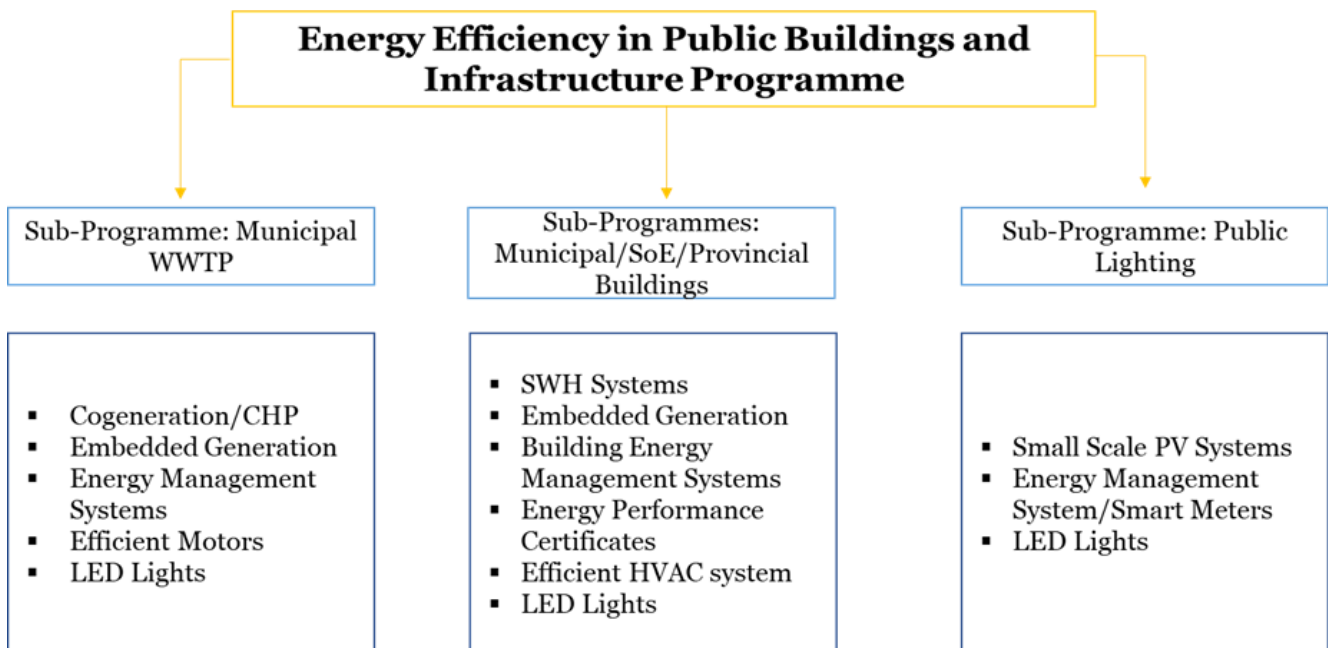 Energy Efficiency in Public Buildings and
Infrastructure Programme
Sub-Programme: Municipal
WWTP
▪ Cogeneration/CHP
▪ Embedded Generation
▪ Energy Management
Systems
▪ Efficient Motors
▪ LED Lights
Sub-Programmes:
Municipal/SoE/Provincial
Buildings
▪ SWH Systems
▪ Embedded Generation
▪ Building Energy
Management Systems
▪ Energy Performance
Certificates
▪ Efficient HVAC system
▪ LED Lights
Sub-Programme: Public
Lighting
▪ Small Scale PV Systems
▪ Energy Management
System/Smart Meters
▪ LED Lights